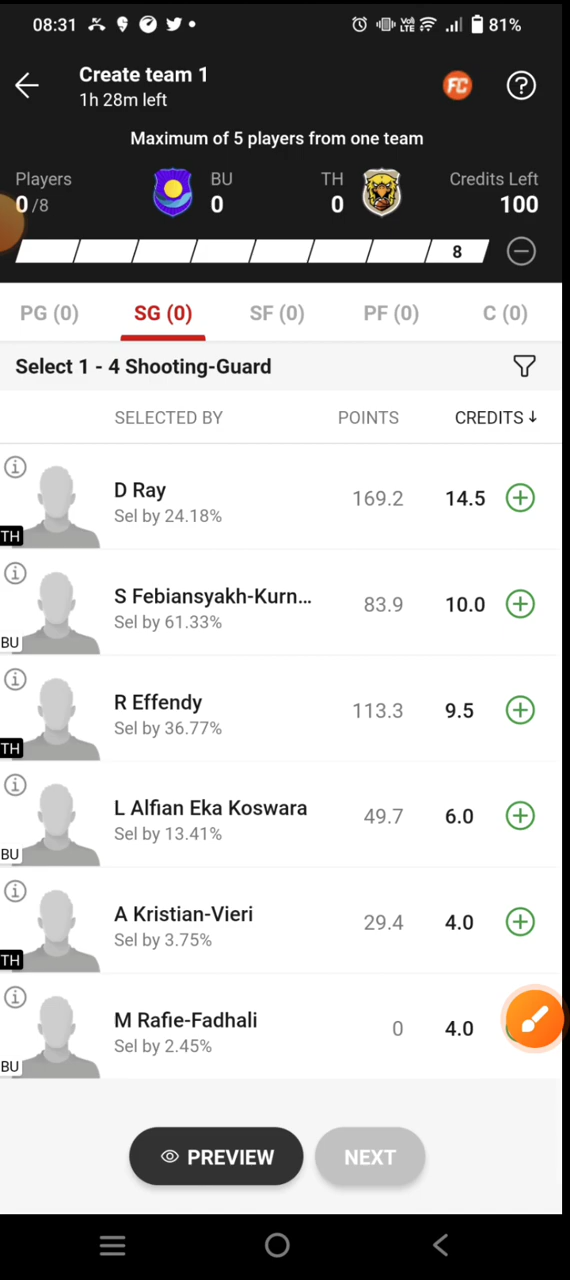 08:31 Vo) LTE 81%
Create team 1
1h 28m left
FC ?
Maximum of 5 players from one team
Players BU TH Credits Left
0/8 0 0 100
8
PG (0) SG (0) SF (0) PF (0) C (0)
Select 1 - 4 Shooting-Guard
SELECTED BY POINTS CREDITS↓
D Ray 169.2 14.5
Sel by 24.18%
TH
S Febiansyakh-Kurn... 83.9 10.0
Sel by 61.33%
BU
R Effendy 113.3 9.5
Sel by 36.77%
TH
L Alfian Eka Koswara 49.7 6.0
Sel by 13.41%
BU
A Kristian-Vieri 29.4 4.0
Sel by 3.75%
TH
M Rafie-Fadhali 0 4.0
Sel by 2.45%
BU
PREVIEW NEXT